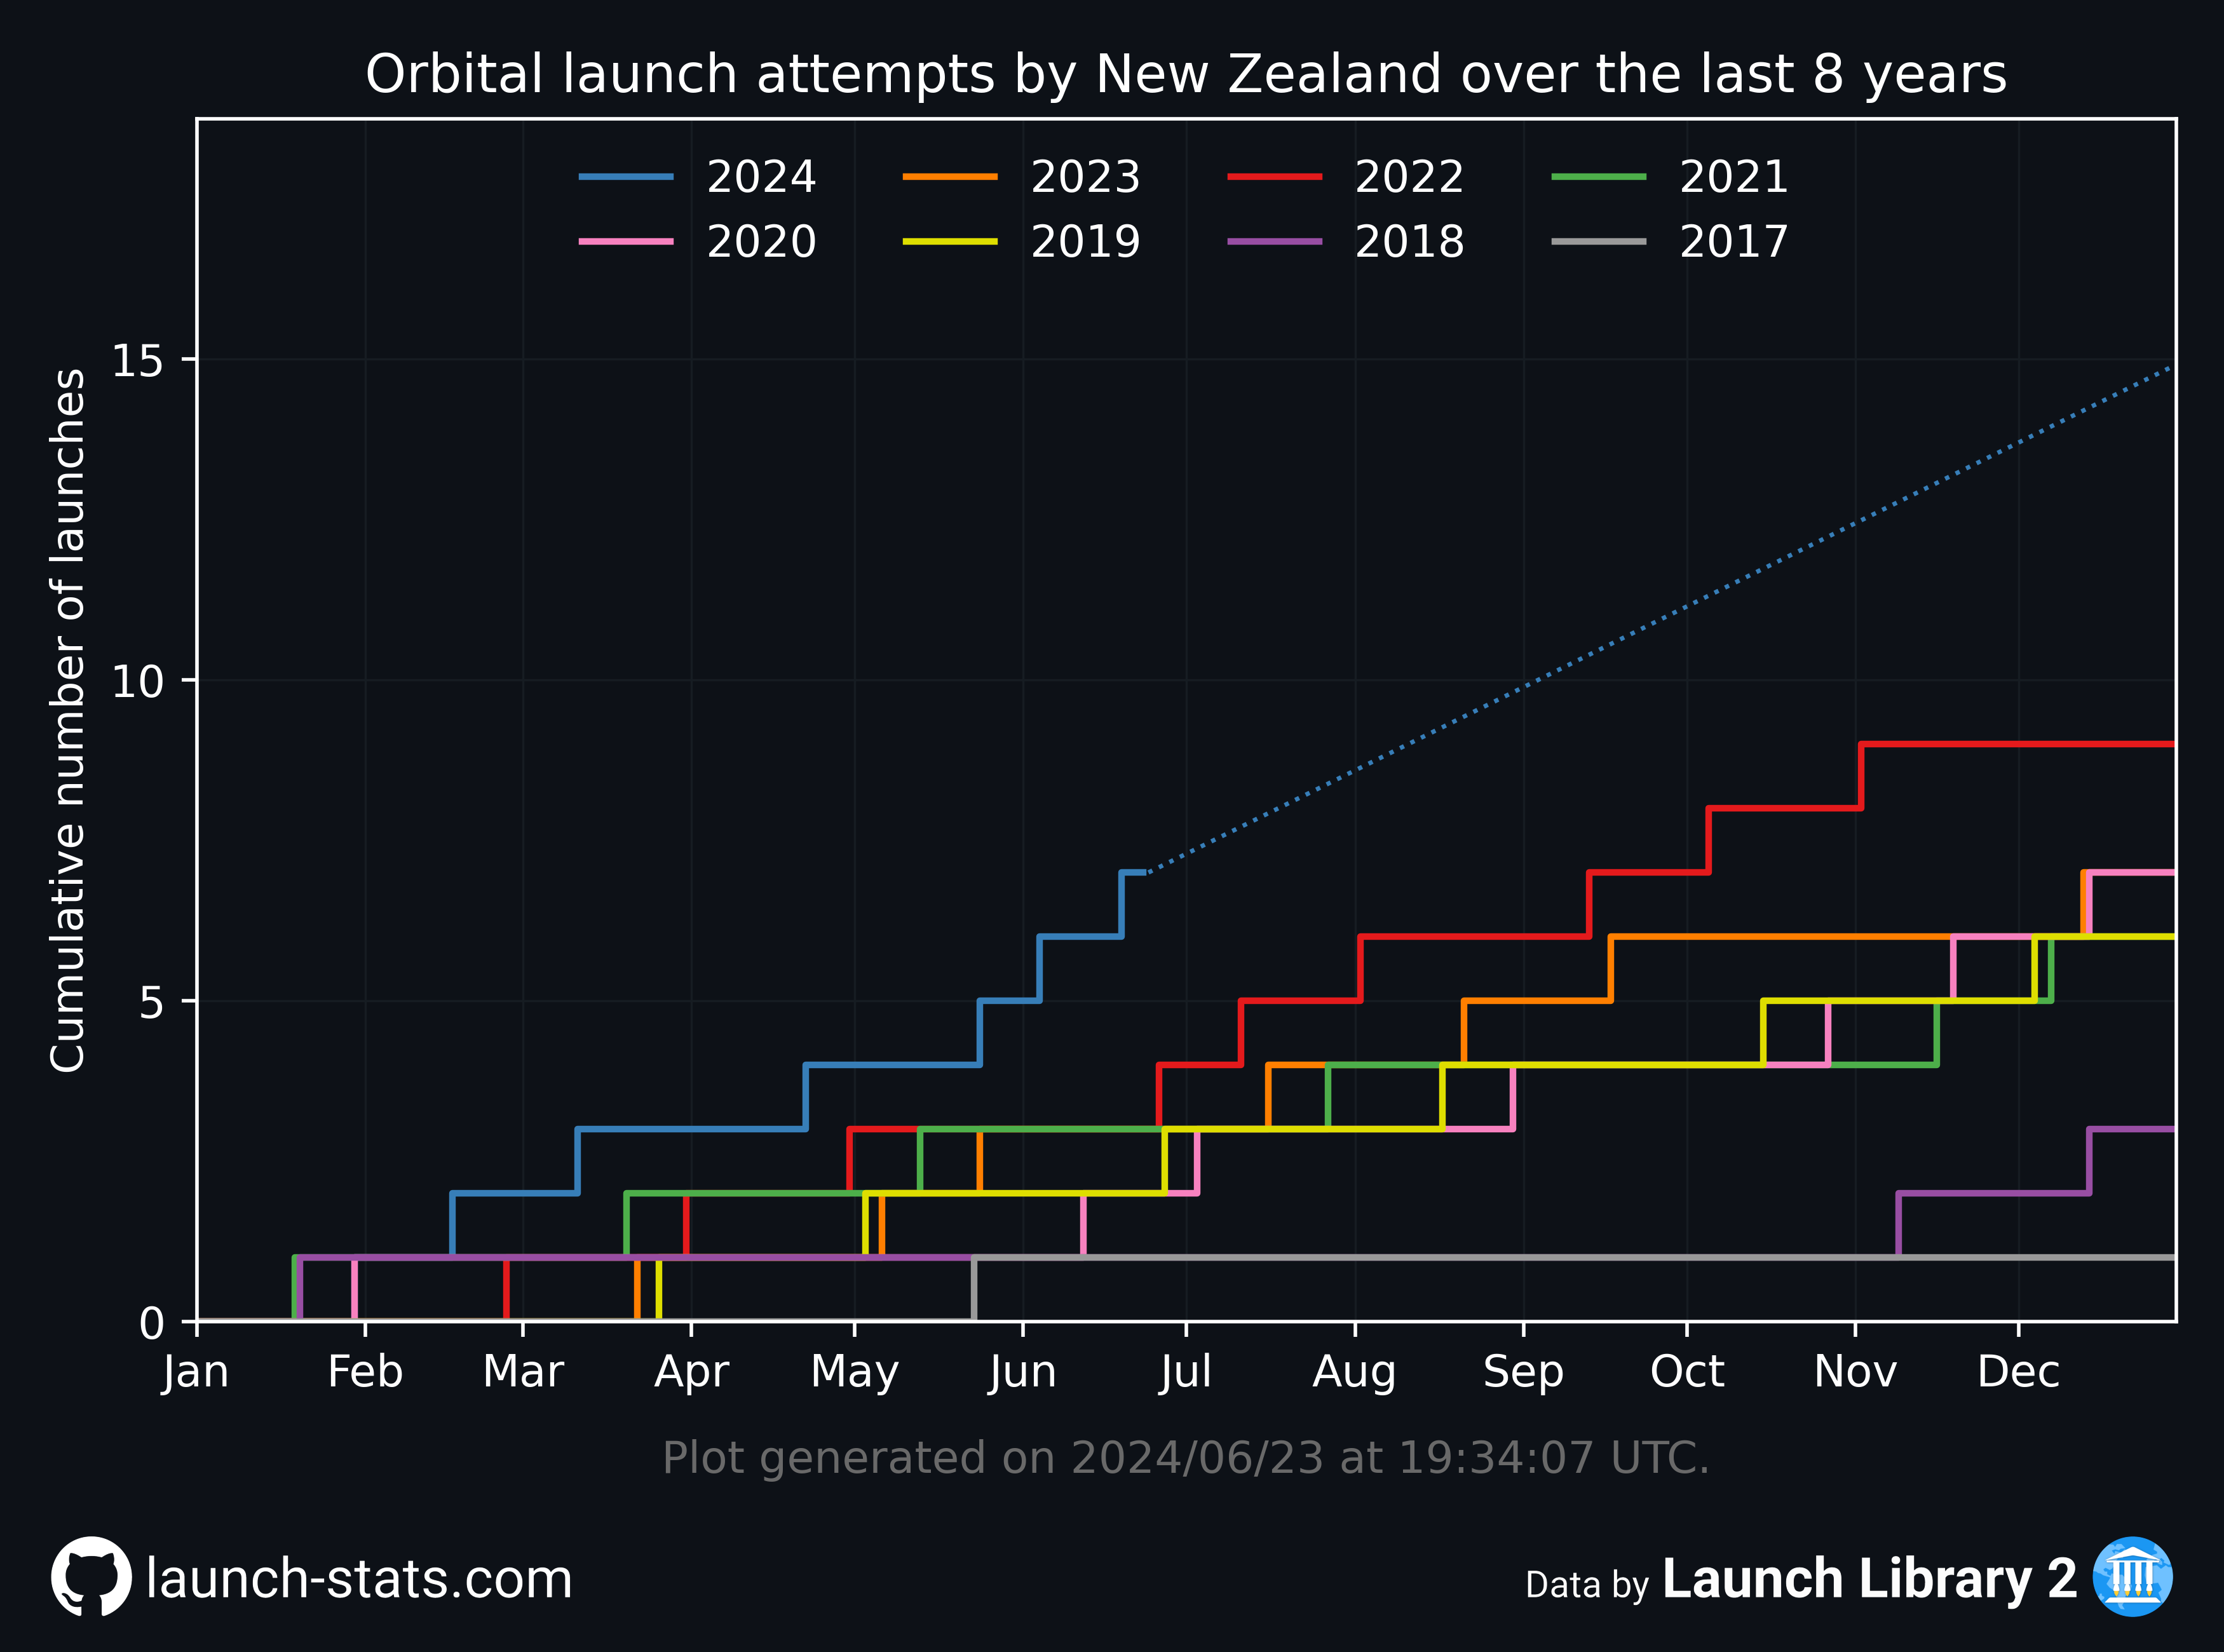 Orbital launch attempts by New Zealand over the last 8 years
2024 2023 2022 2021
2020 2019 2018 2017
Cumulative number of launches
15
10
5
0
Jan Feb Mar Apr May Jun Jul Aug Sep Oct Nov Dec
Plot generated on 2024/06/23 at 19:34:07 UTC.
launch-stats.com
Data by Launch Library 2